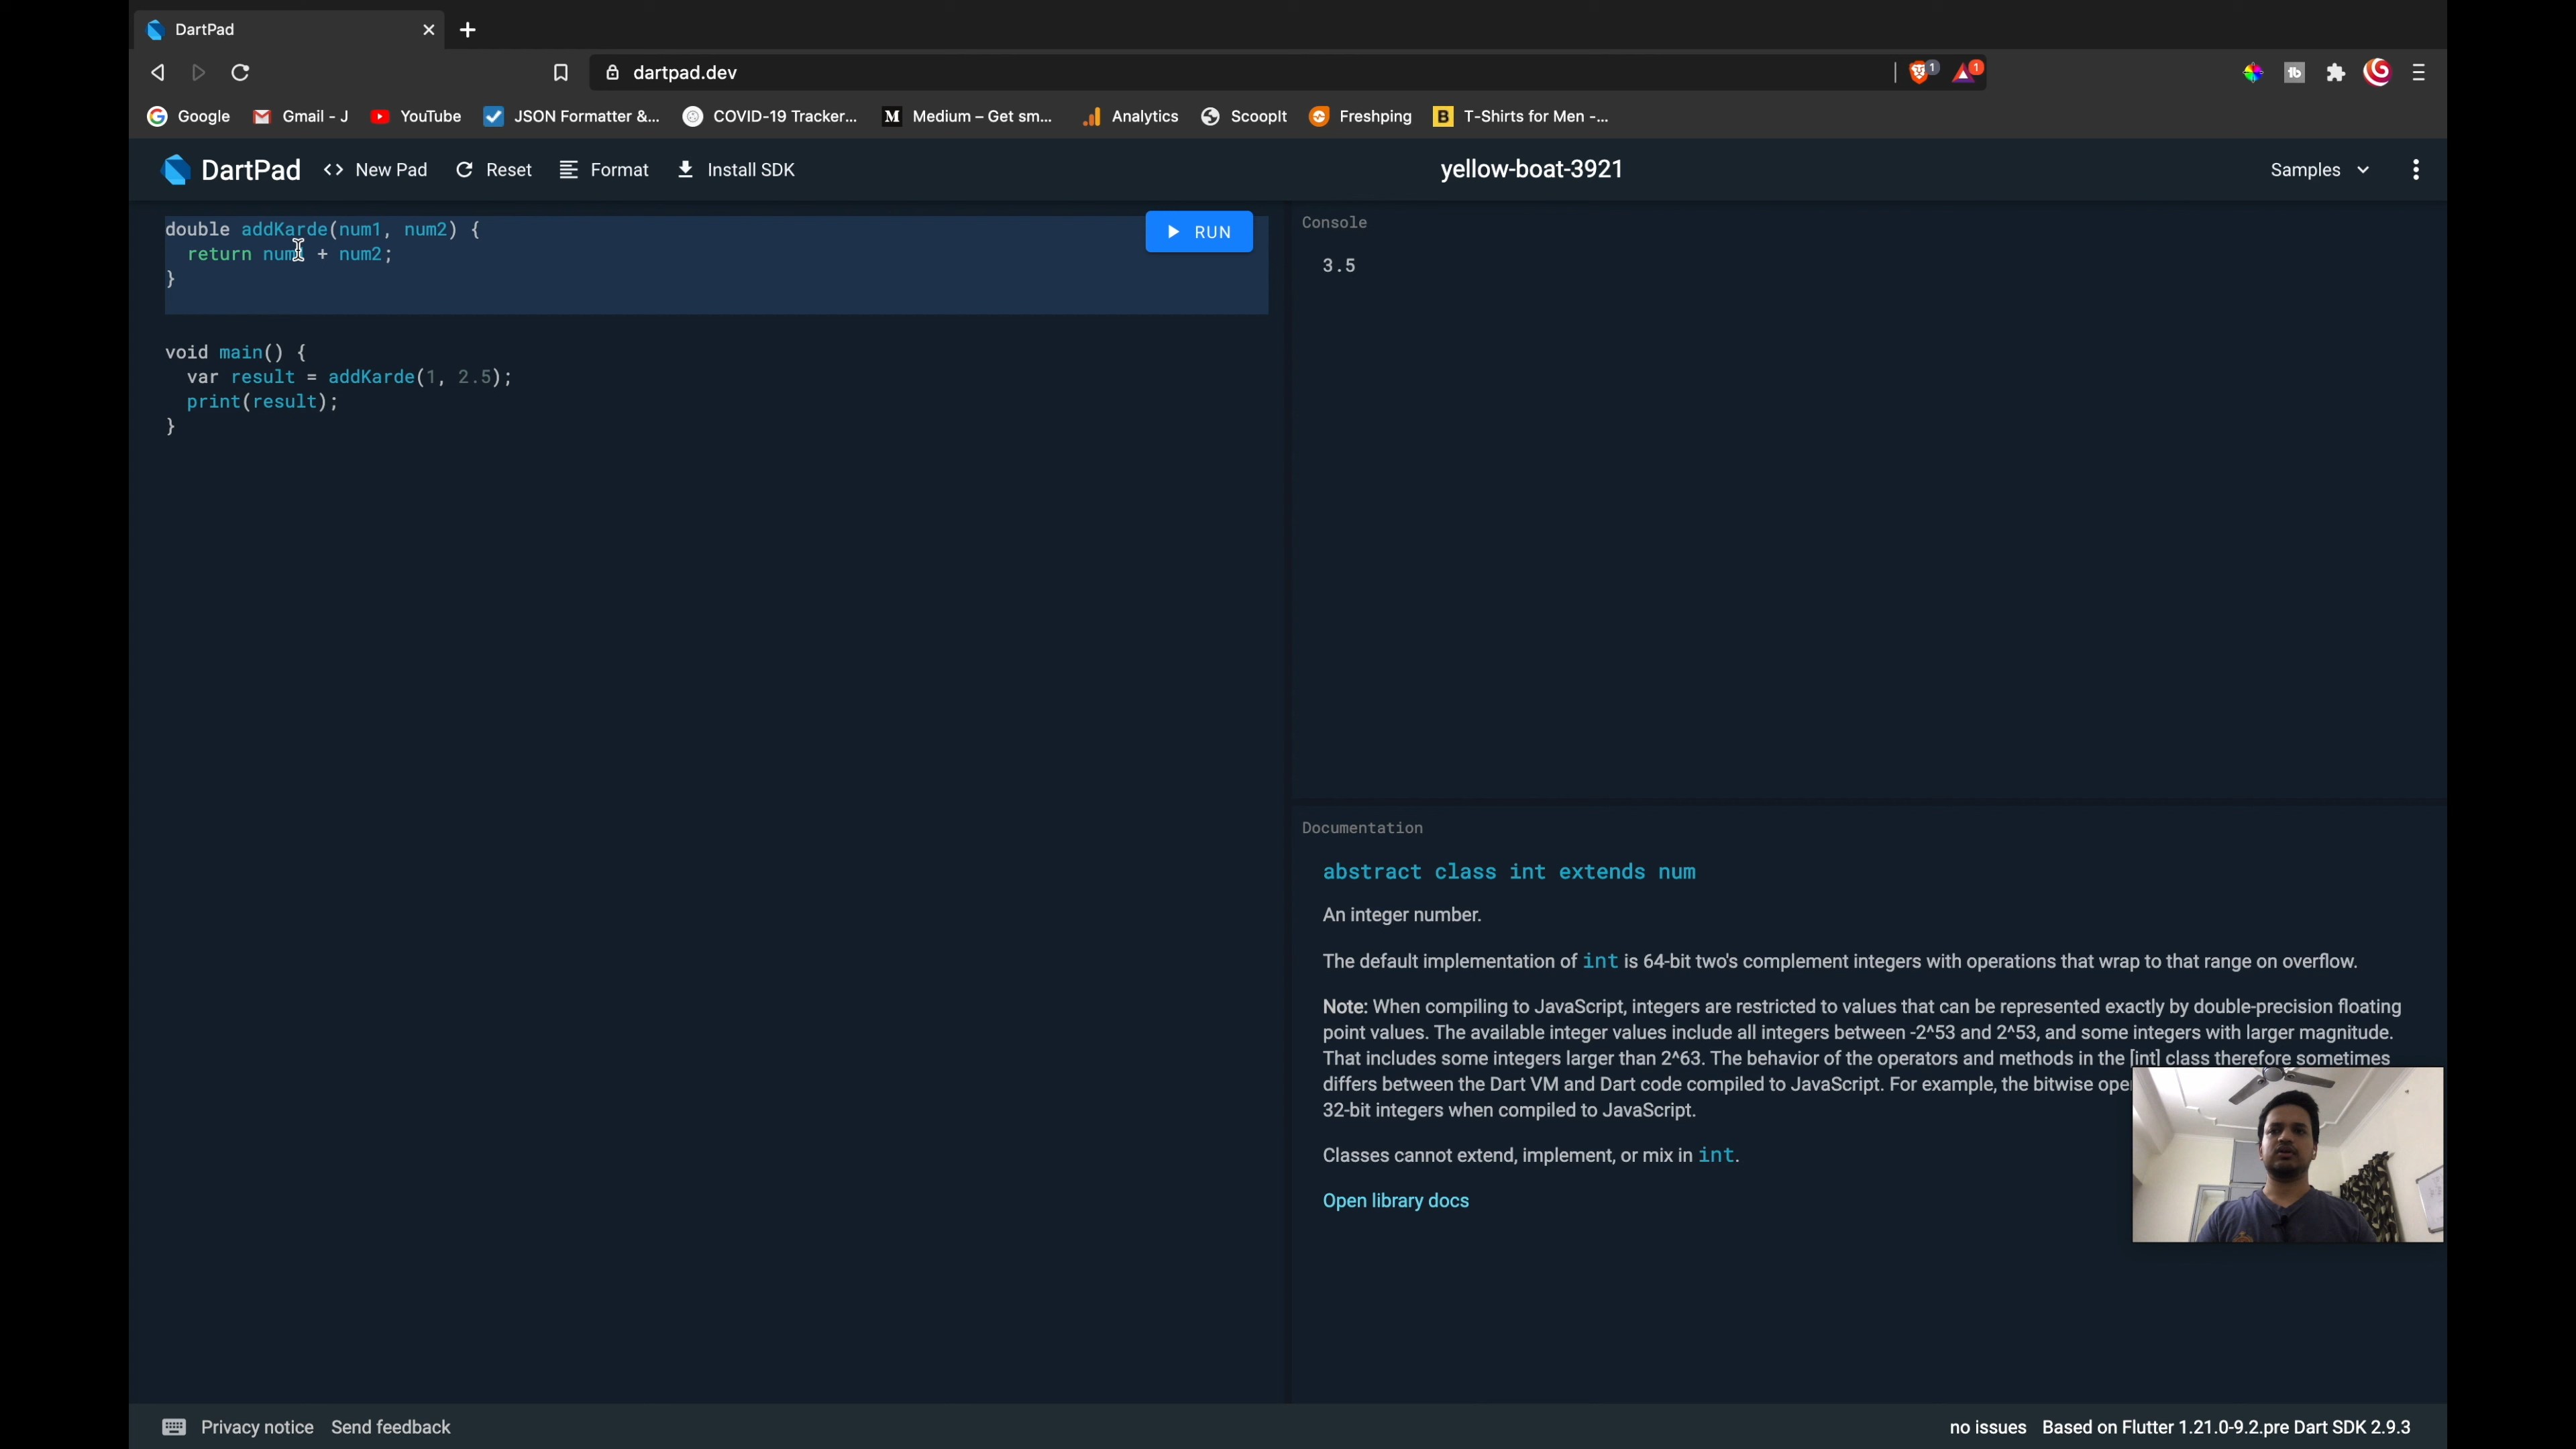 DartPad
dartpad.dev
1
1
Google
Gmail - J
YouTube
JSON Formatter &...
COVID-19 Tracker...
Medium – Get sm...
Analytics
ScoopIt
Freshping
T-Shirts for Men -...
DartPad
<> New Pad
Reset
Format
Install SDK
yellow-boat-3921
Samples
double addKarde(num1, num2) {
return num1 + num2;
}
void main() {
var result = addKarde(1, 2.5);
print(result);
}
RUN
Console
3.5
Documentation
abstract class int extends num
An integer number.
The default implementation of int is 64-bit two's complement integers with operations that wrap to that range on overflow.
Note: When compiling to JavaScript, integers are restricted to values that can be represented exactly by double-precision floating
point values. The available integer values include all integers between -2^53 and 2^53, and some integers with larger magnitude.
That includes some integers larger than 2^63. The behavior of the operators and methods in the [int] class therefore sometimes
differs between the Dart VM and Dart code compiled to JavaScript. For example, the bitwise
32-bit integers when compiled to JavaScript.
Classes cannot extend, implement, or mix in int.
Open library docs
Privacy notice
Send feedback
no issues
Based on Flutter 1.21.0-9.2.pre Dart SDK 2.9.3